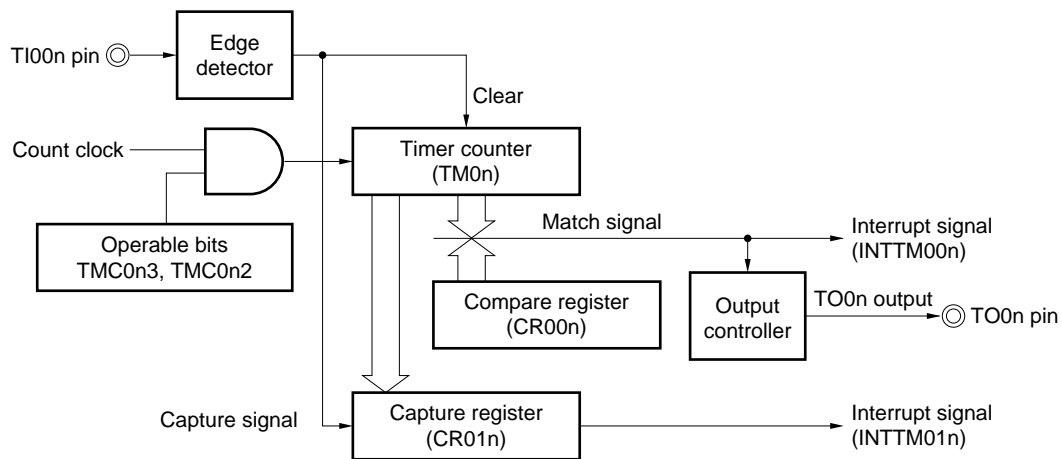 TI00n pin
Edge
detector
Clear
Count clock
Timer counter
(TM0n)
Operable bits
TMC0n3, TMC0n2
Match signal
Interrupt signal
(INTTM00n)
Compare register
(CR00n)
Output
controller
TO0n output
TO0n pin
Capture signal
Capture register
(CR01n)
Interrupt signal
(INTTM01n)